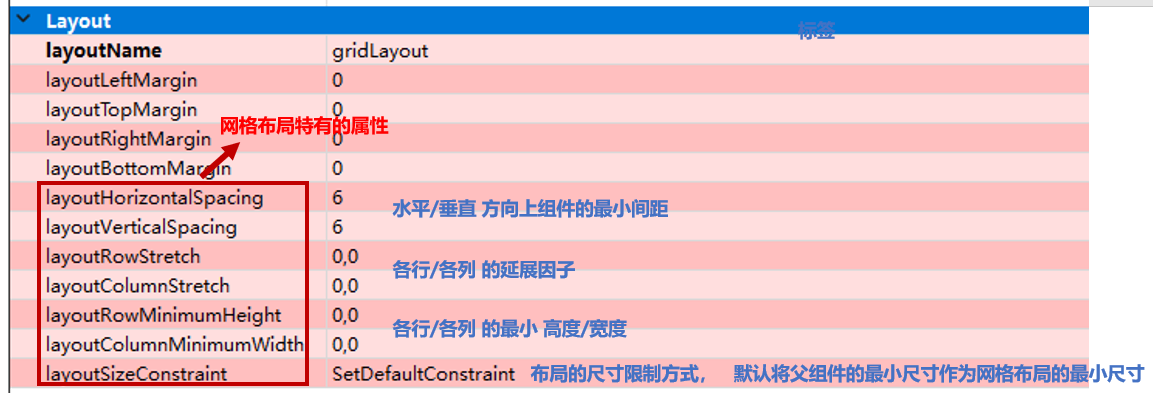 Layout
标签
layoutName gridLayout
layoutLeftMargin 0
layoutTopMargin 0
网格布局特有的属性
layoutRightMargin 0
layoutBottomMargin 0
layoutHorizontalSpacing 6
水平/垂直 方向上组件的最小间距
layoutVerticalSpacing 6
layoutRowStretch 0,0
各行/各列 的延展因子
layoutColumnStretch 0,0
layoutRowMinimumHeight 0,0
各行/各列 的最小 高度/宽度
layoutColumnMinimumWidth 0,0
layoutSizeConstraint SetDefaultConstraint 布局的尺寸限制方式， 默认将父组件的最小尺寸作为网格布局的最小尺寸